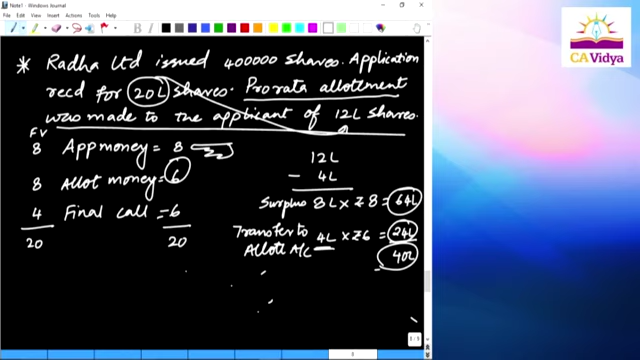 Note1 - Windows Journal
File Edit View Insert Actions Tools Help
* Radha Ltd issued 400000 shares. Application
recd for 20L shares. Prorata allotement
was made to the applicant of 12L shares.
FV
8 App money = 8
8 Allot money = 6
4 Final call = 6
20 20
12L
- 4L
Surplus 8L x ₹8 = 64L
Transfer to 4L x ₹6 = 24L
Allott A/c
40L
CA Vidya